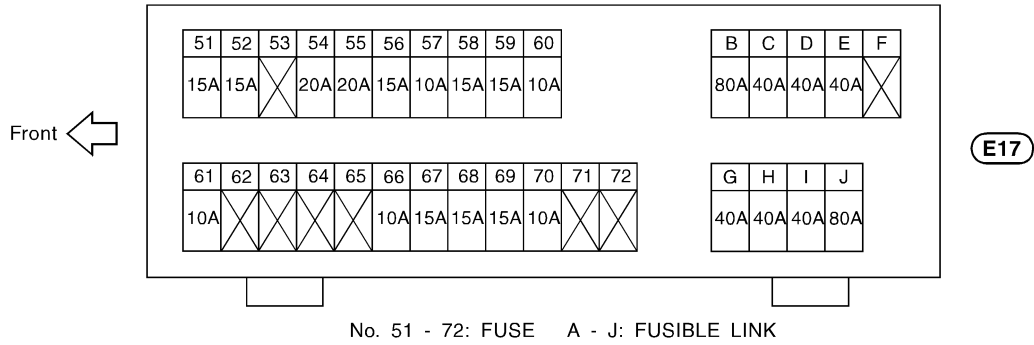 51 52 53 54 55 56 57 58 59 60
15A 15A 20A 20A 15A 10A 15A 15A 10A
B C D E F
80A 40A 40A 40A
Front
E17
61 62 63 64 65 66 67 68 69 70 71 72
10A 10A 15A 15A 15A 10A
G H I J
40A 40A 40A 80A
No. 51 - 72: FUSE A - J: FUSIBLE LINK